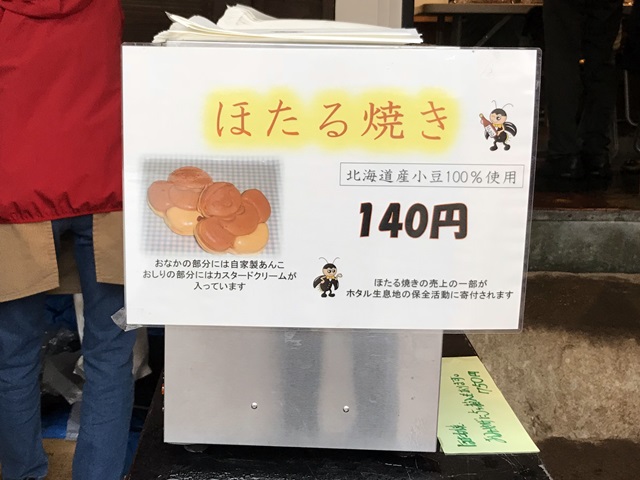 ほたる焼き
北海道産小豆100％使用
140円
おなかの部分には自家製あんこ
おしりの部分にはカスタードクリームが
入っています
ほたる焼きの売上の一部が
ホタル生息地の保全活動に寄付されます
750円